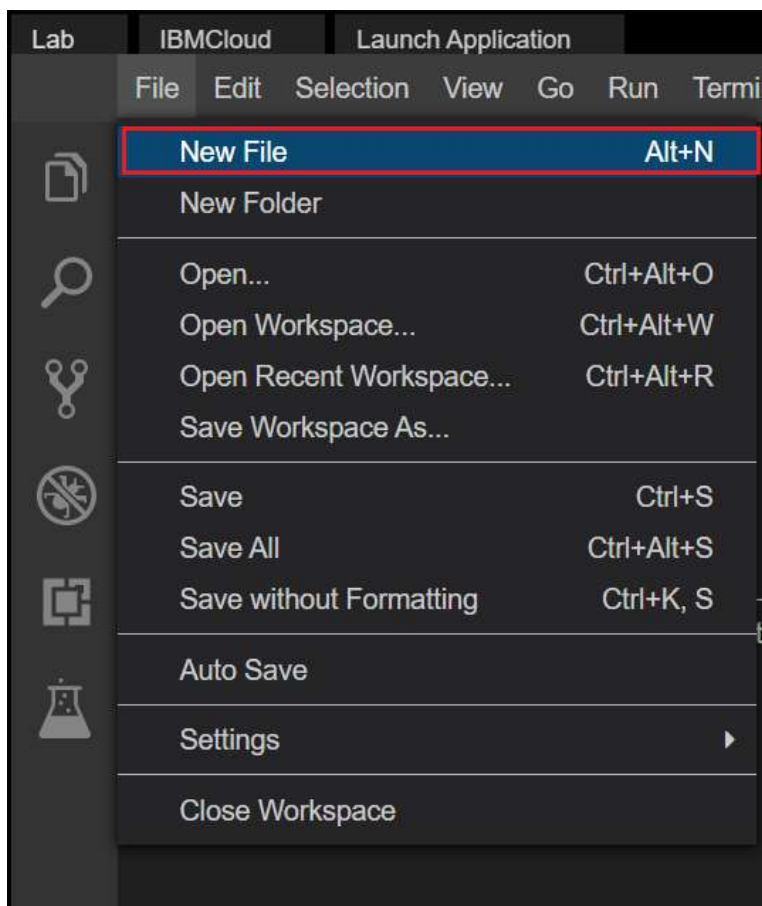 Lab IBMCloud Launch Application
File Edit Selection View Go Run Termi
New File Alt+N
New Folder
Open... Ctrl+Alt+O
Open Workspace... Ctrl+Alt+W
Open Recent Workspace... Ctrl+Alt+R
Save Workspace As...
Save Ctrl+S
Save All Ctrl+Alt+S
Save without Formatting Ctrl+K, S
Auto Save
Settings
Close Workspace